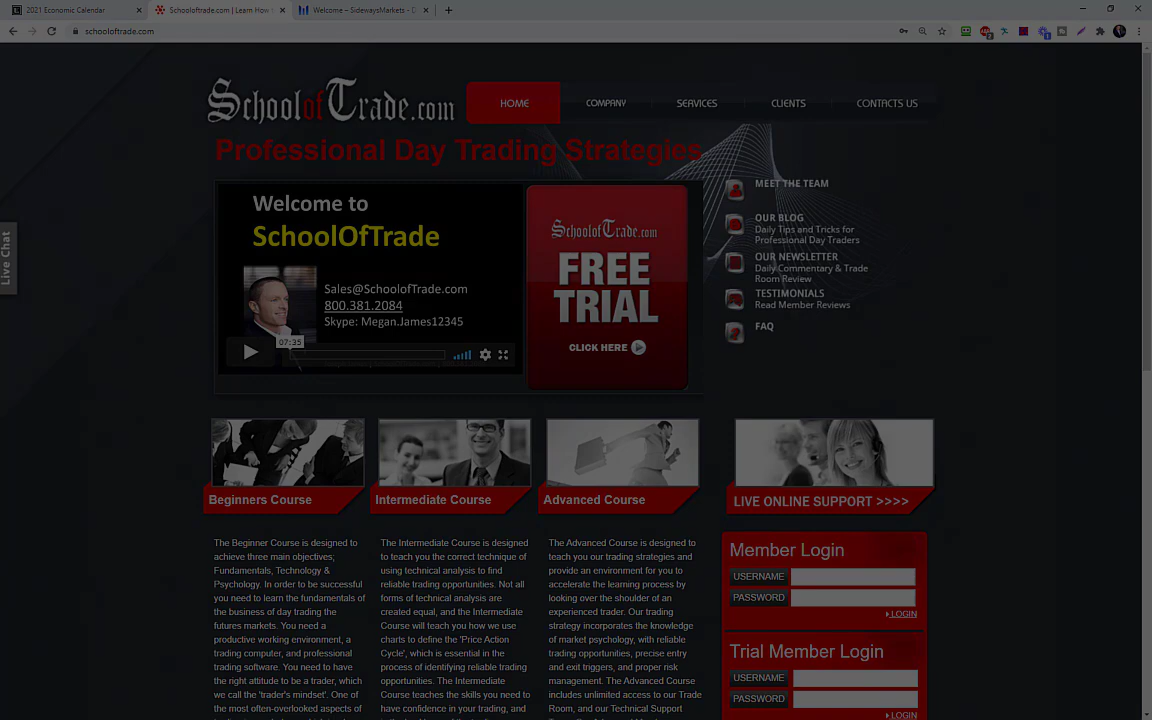 2021 Economic Calendar
Schooloftrade.com | Learn How
Welcome – SidewaysMarkets - D
schooloftrade.com
SchoolofTrade.com
HOME
COMPANY
SERVICES
CLIENTS
CONTACTS US
Professional Day Trading Strategies
Welcome to
SchoolOfTrade
Sales@SchoolofTrade.com
800.381.2084
Skype: Megan.James12345
07:35
SchoolofTrade.com
FREE
TRIAL
CLICK HERE
MEET THE TEAM
OUR BLOG
Daily Tips and Tricks for
Professional Day Traders
OUR NEWSLETTER
Daily Commentary & Trade
Room Review
TESTIMONIALS
Read Member Reviews
FAQ
Live Chat
Beginners Course
The Beginner Course is designed to
achieve three main objectives;
Fundamentals, Technology &
Psychology. In order to be successful
you need to learn the fundamentals of
the business of day trading the
futures markets. You need a
productive working environment, a
trading computer, and professional
trading software. You need to have
the right attitude to be a trader, which
we call the 'trader's mindset'. One of
the most often-overlooked aspects of
Intermediate Course
The Intermediate Course is designed
to teach you the correct technique of
using technical analysis to find
reliable trading opportunities. Not all
forms of technical analysis are
created equal, and the Intermediate
Course will teach you how we use
charts to define the 'Price Action
Cycle', which is essential in the
process of identifying reliable trading
opportunities. The Intermediate
Course teaches the skills you need to
have confidence in your trading, and
Advanced Course
The Advanced Course is designed to
teach you our trading strategies and
provide an environment for you to
accelerate the learning process by
looking over the shoulder of an
experienced trader. Our trading
strategy incorporates the knowledge
of market psychology, with reliable
trading opportunities, precise entry
and exit triggers, and proper risk
management. The Advanced Course
includes unlimited access to our Trade
Room, and our Technical Support
LIVE ONLINE SUPPORT >>>>
Member Login
USERNAME
PASSWORD
LOGIN
Trial Member Login
USERNAME
PASSWORD
LOGIN